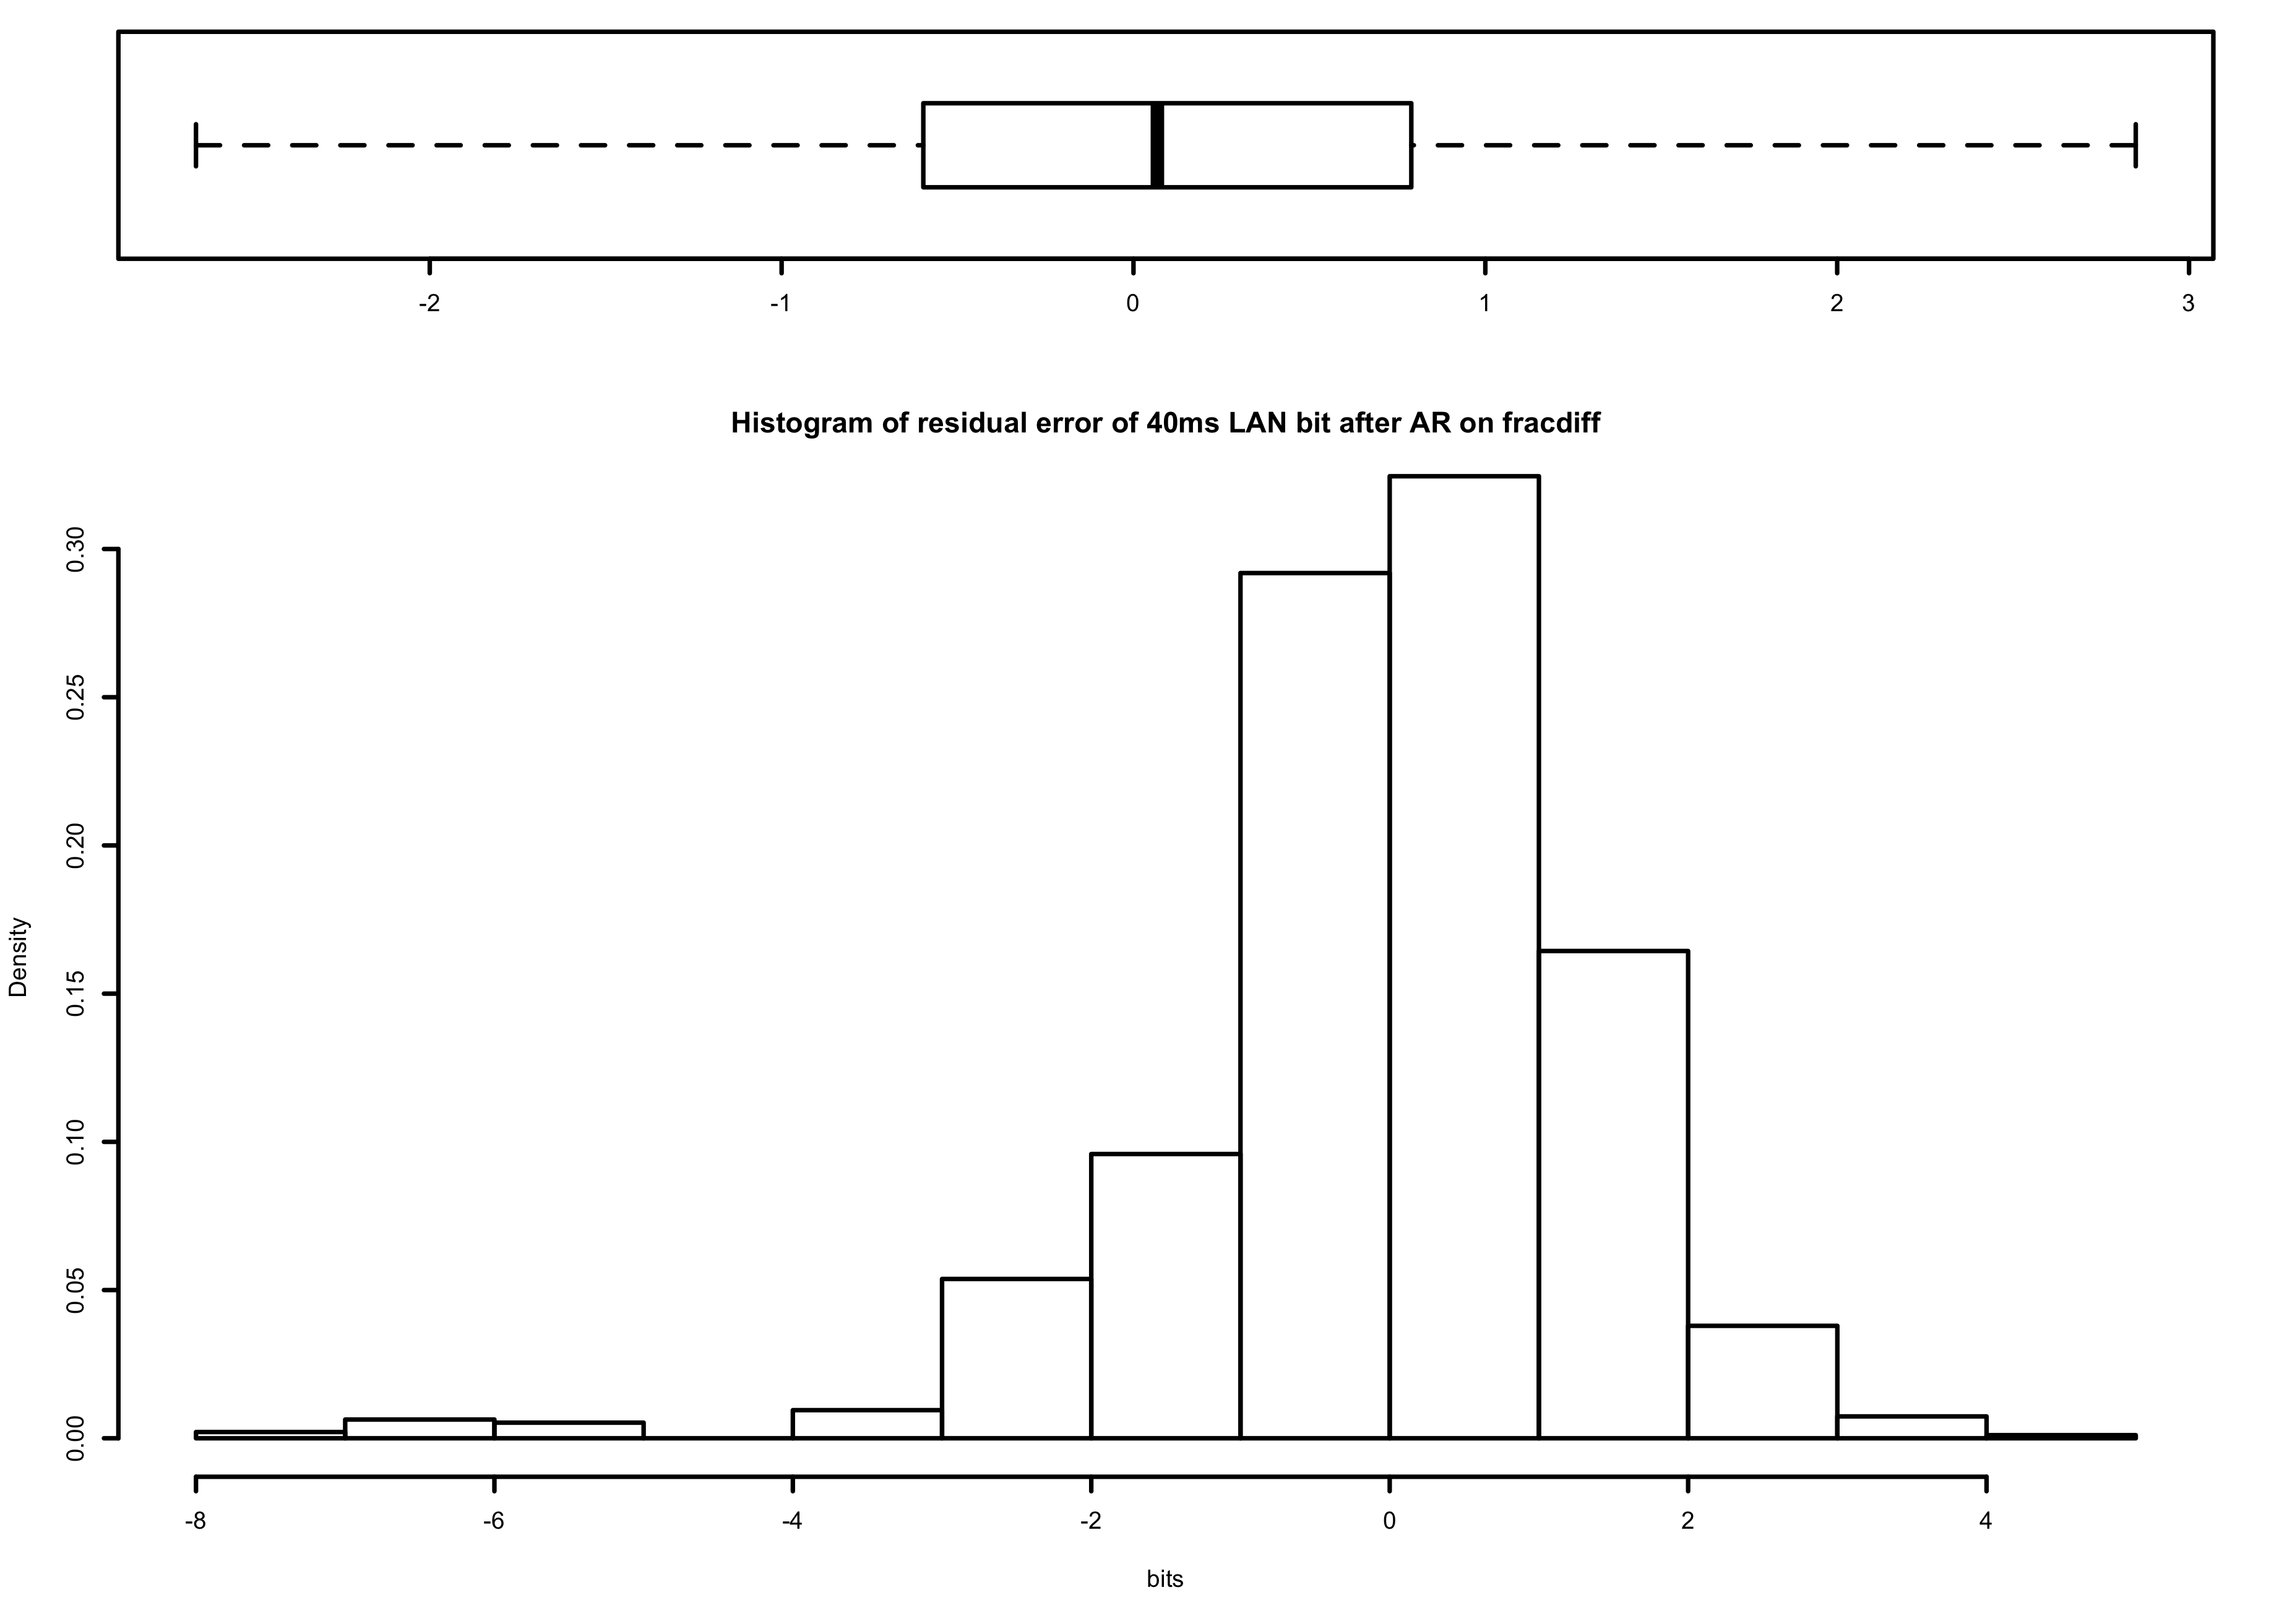 -2 -1 0 1 2 3
Histogram of residual error of 40ms LAN bit after AR on fracdiff
Density
0.30
0.25
0.20
0.15
0.10
0.05
0.00
-8 -6 -4 -2 0 2 4
bits